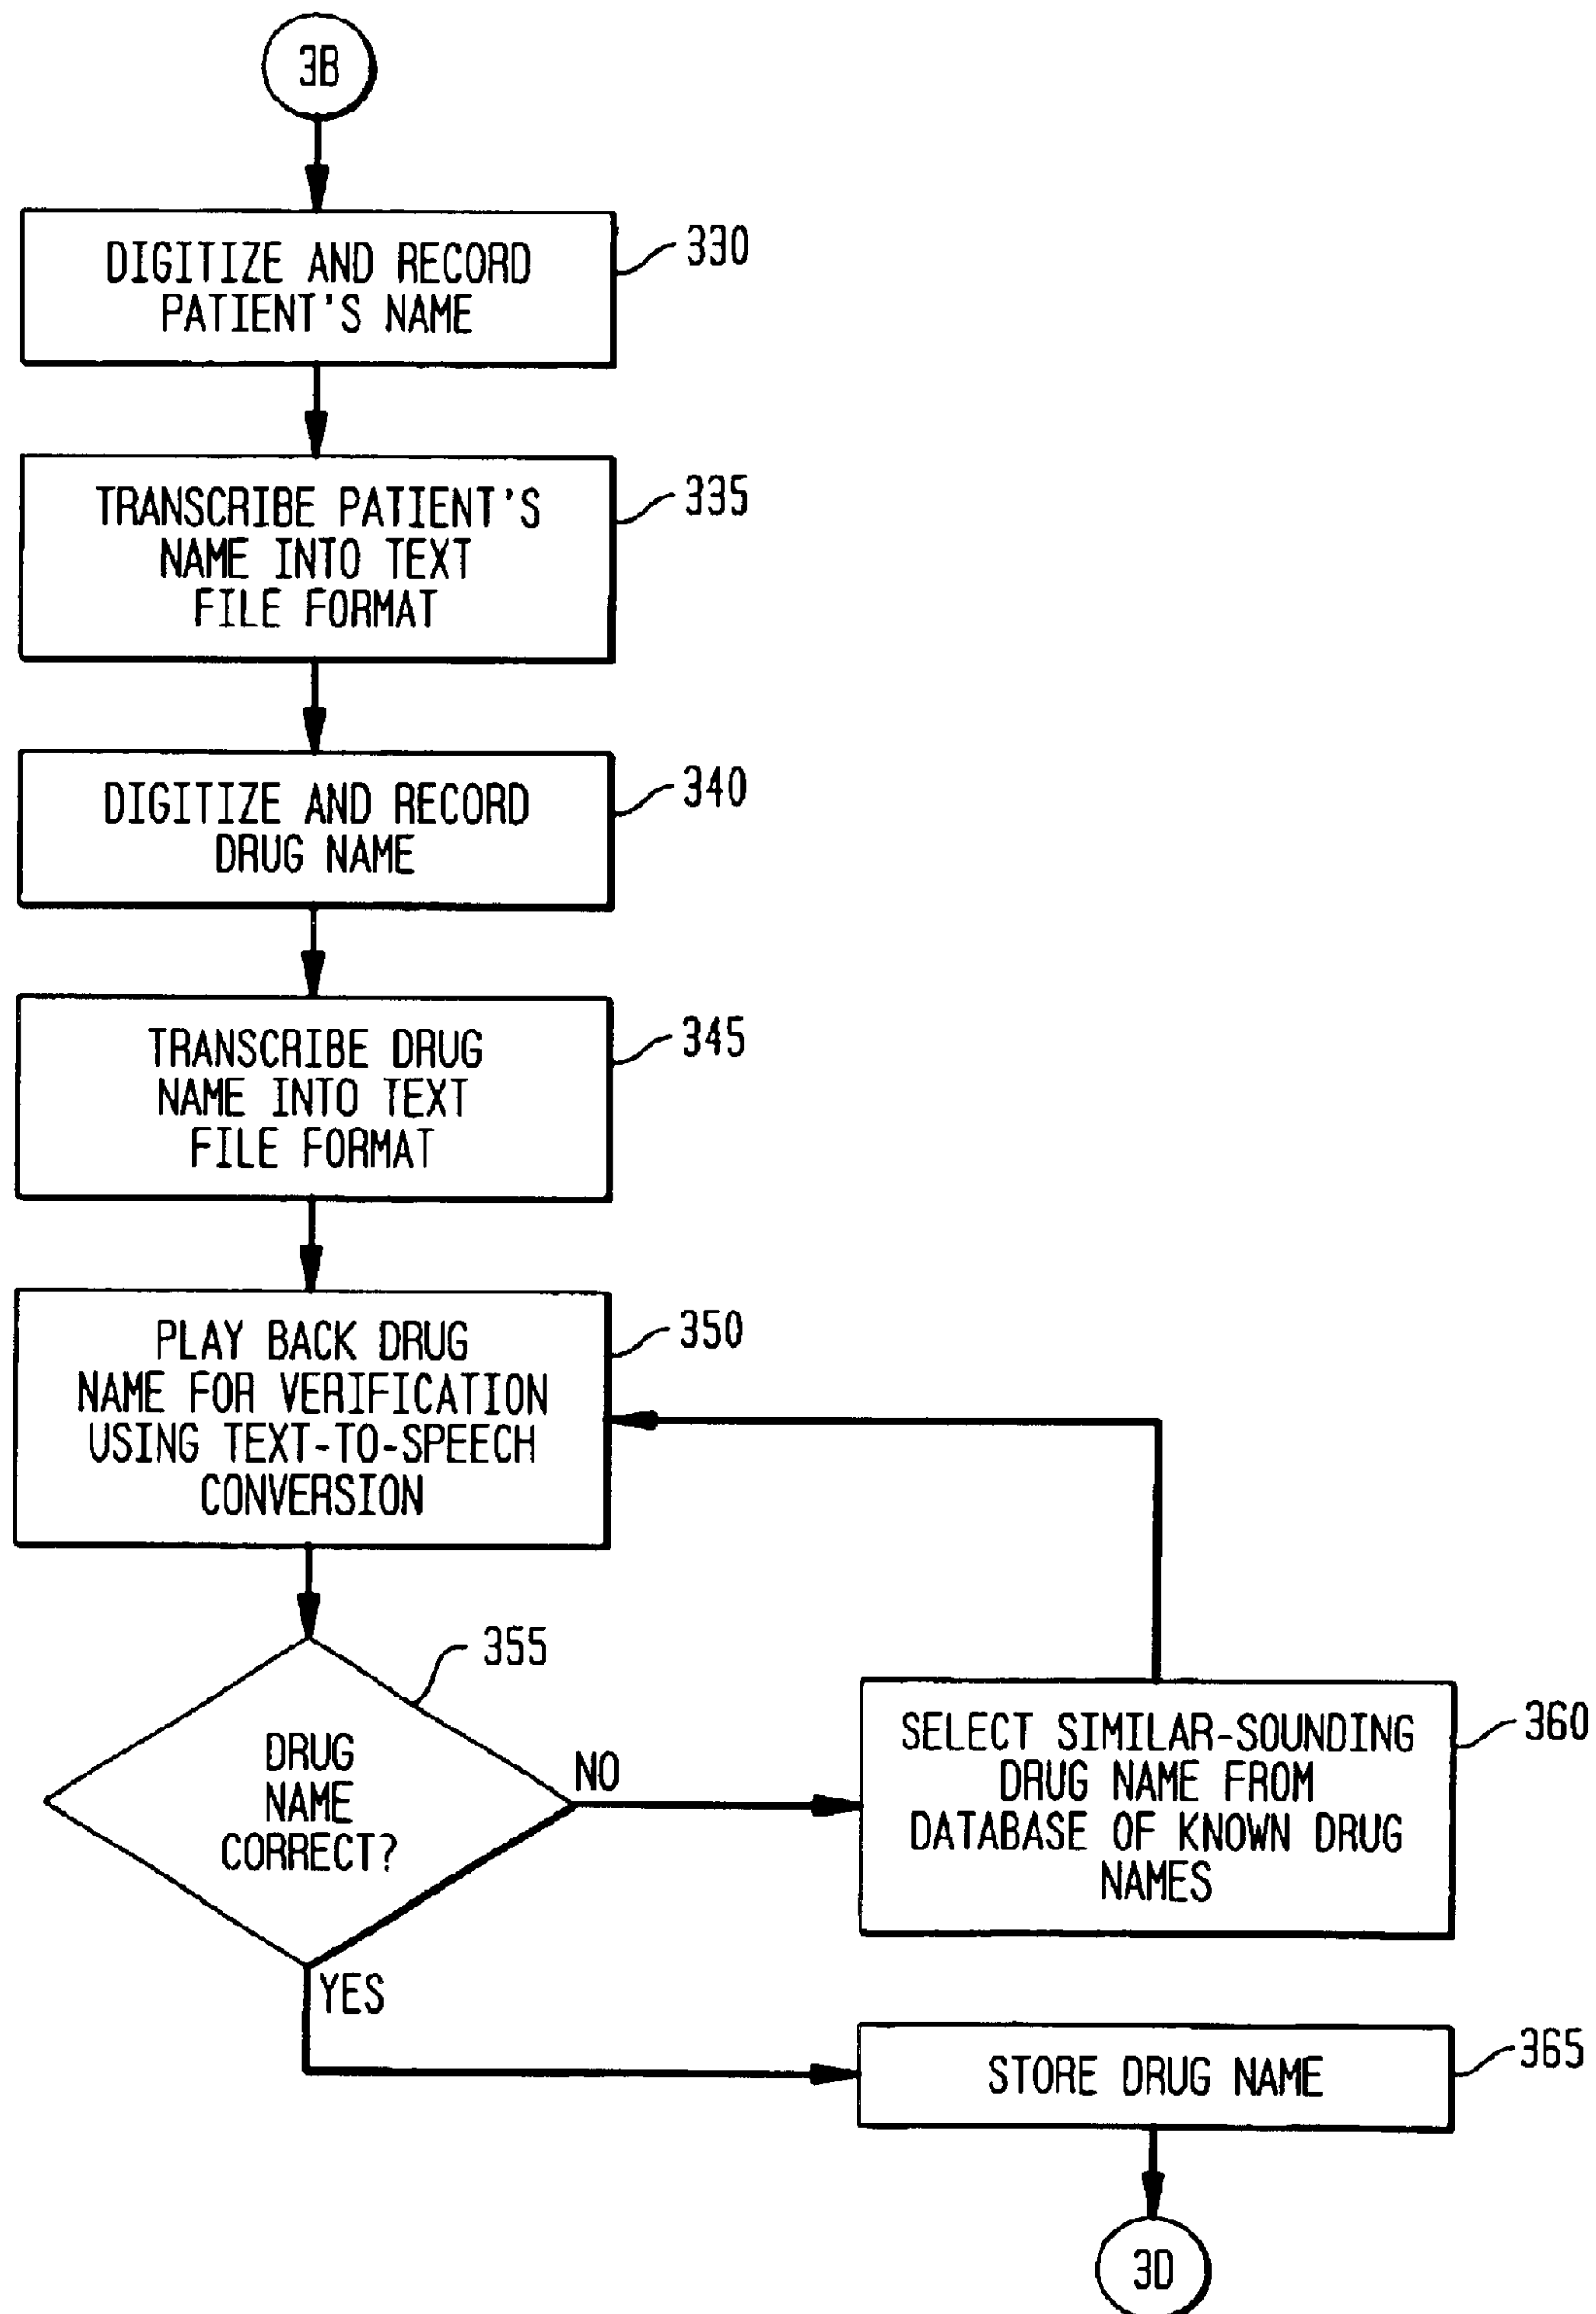 3B
DIGITIZE AND RECORD
PATIENT'S NAME
330
TRANSCRIBE PATIENT'S
NAME INTO TEXT
FILE FORMAT
335
DIGITIZE AND RECORD
DRUG NAME
340
TRANSCRIBE DRUG
NAME INTO TEXT
FILE FORMAT
345
PLAY BACK DRUG
NAME FOR VERIFICATION
USING TEXT-TO-SPEECH
CONVERSION
350
355
DRUG
NAME
CORRECT?
NO
SELECT SIMILAR-SOUNDING
DRUG NAME FROM
DATABASE OF KNOWN DRUG
NAMES
360
YES
STORE DRUG NAME
365
3D